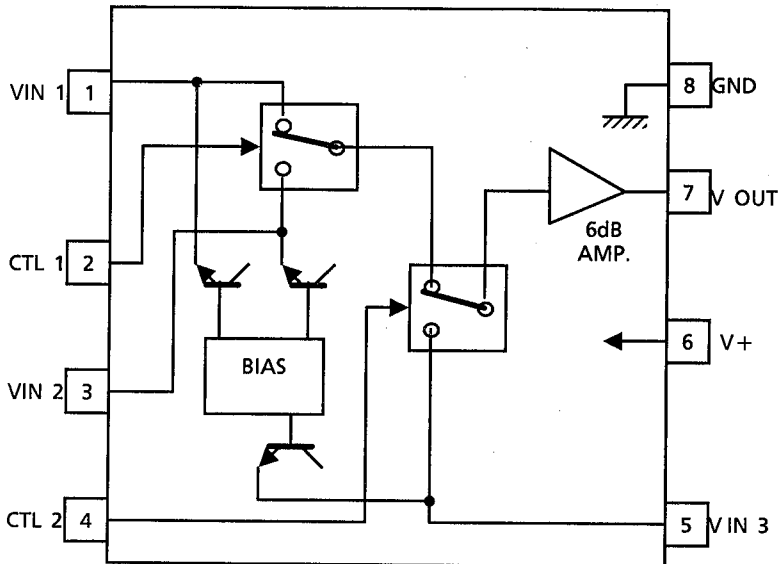 VIN 1 1
CTL 1 2
VIN 2 3
CTL 2 4
BIAS
6dB
AMP.
8 GND
7 V OUT
6 V+
5 V IN 3